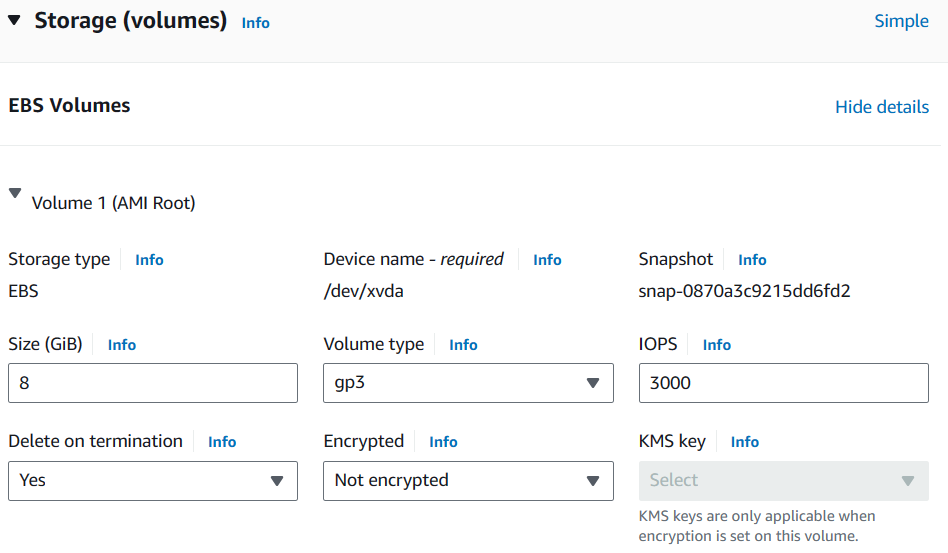 Storage (volumes) Info Simple
EBS Volumes Hide details
Volume 1 (AMI Root)
Storage type Info Device name - required Info Snapshot Info
EBS /dev/xvda snap-0870a3c9215dd6fd2
Size (GiB) Info Volume type Info IOPS Info
8 gp3 3000
Delete on termination Info Encrypted Info KMS key Info
Yes Not encrypted Select
KMS keys are only applicable when
encryption is set on this volume.